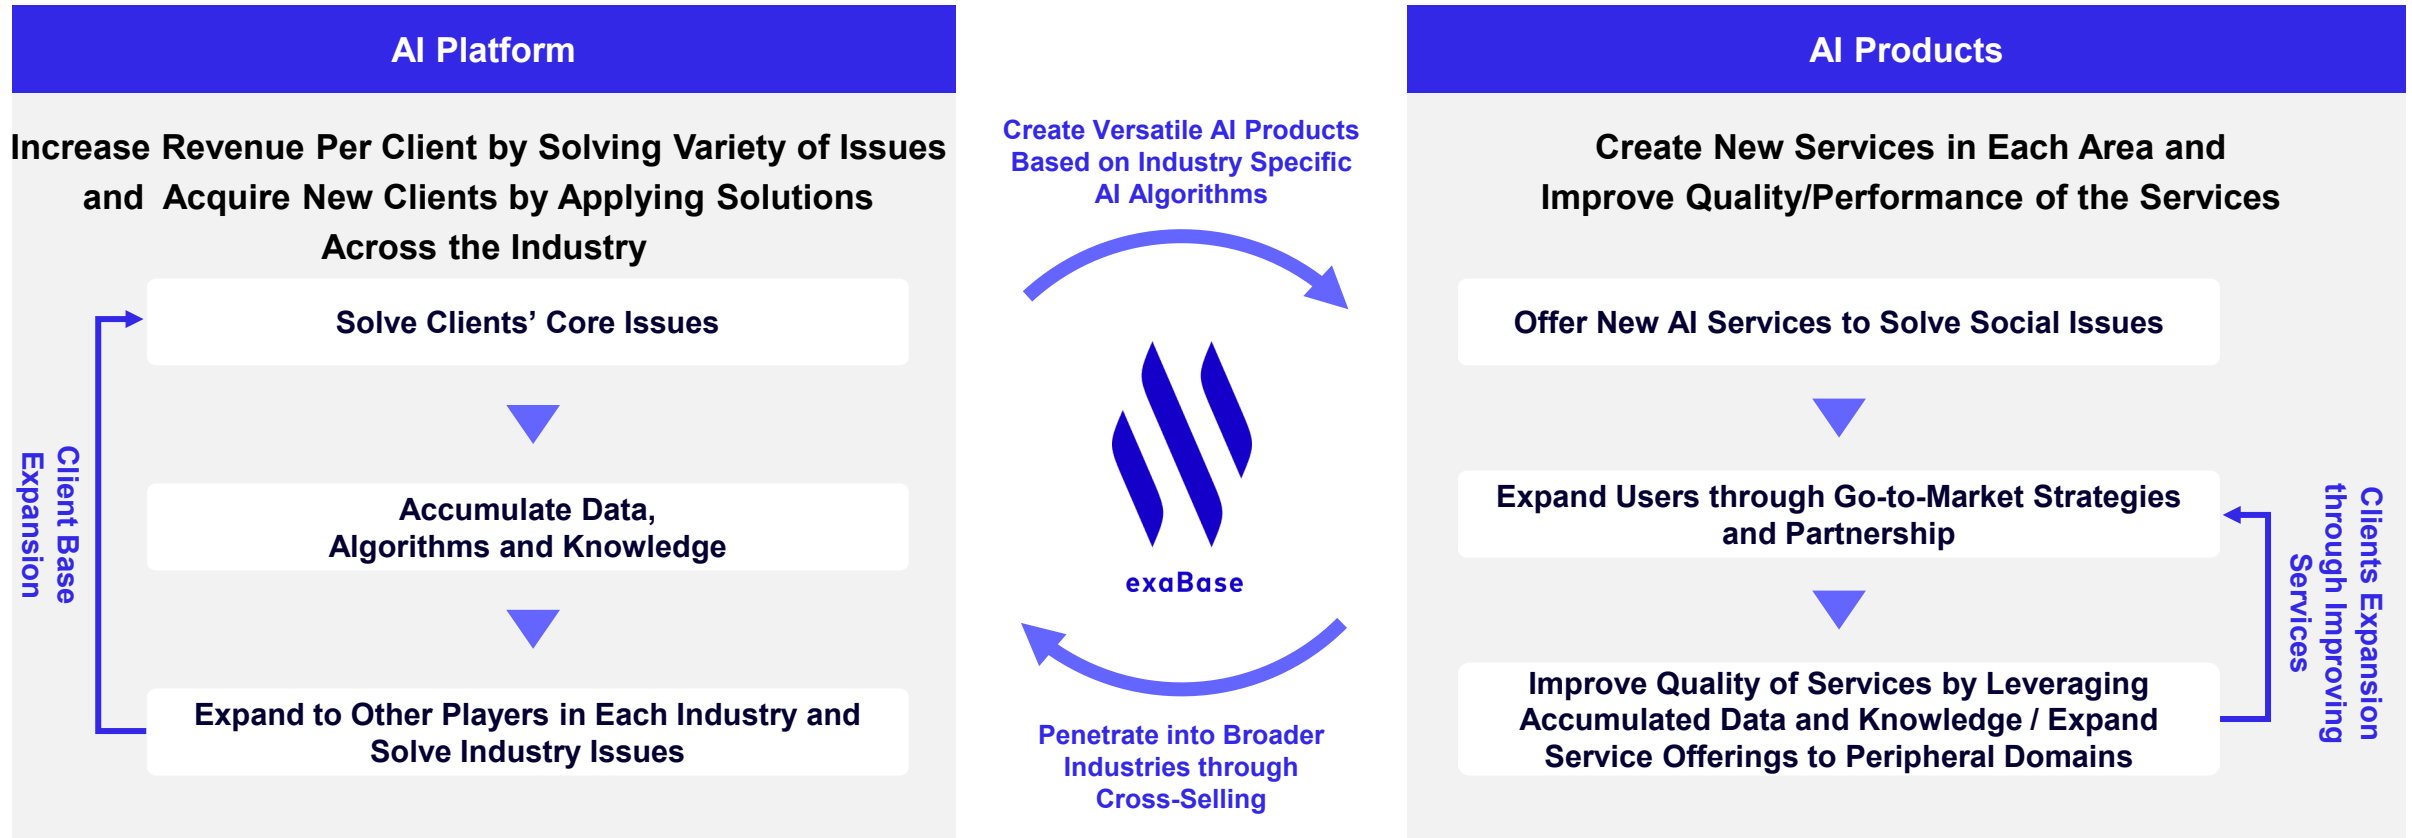 AI Platform
Increase Revenue Per Client by Solving Variety of Issues
and Acquire New Clients by Applying Solutions
Across the Industry
Solve Clients’ Core Issues
Accumulate Data,
Algorithms and Knowledge
Expand to Other Players in Each Industry and
Solve Industry Issues
Client Base
Expansion
Create Versatile AI Products
Based on Industry Specific
AI Algorithms
exaBase
Penetrate into Broader
Industries through
Cross-Selling
AI Products
Create New Services in Each Area and
Improve Quality/Performance of the Services
Offer New AI Services to Solve Social Issues
Expand Users through Go-to-Market Strategies
and Partnership
Improve Quality of Services by Leveraging
Accumulated Data and Knowledge / Expand
Service Offerings to Peripheral Domains
Clients Expansion
through Improving
Services